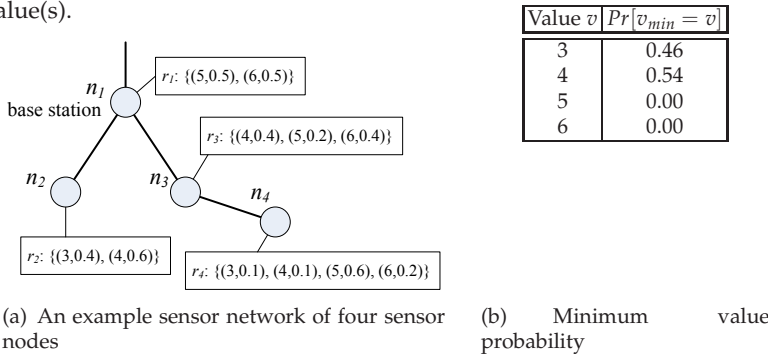 value(s).
n1
base station
r1: {(5,0.5), (6,0.5)}
r3: {(4,0.4), (5,0.2), (6,0.4)}
n2
n3
n4
r2: {(3,0.4), (4,0.6)}
r4: {(3,0.1), (4,0.1), (5,0.6), (6,0.2)}
(a) An example sensor network of four sensor
nodes
Value v Pr[vmin = v]
3 0.46
4 0.54
5 0.00
6 0.00
(b) Minimum value
probability